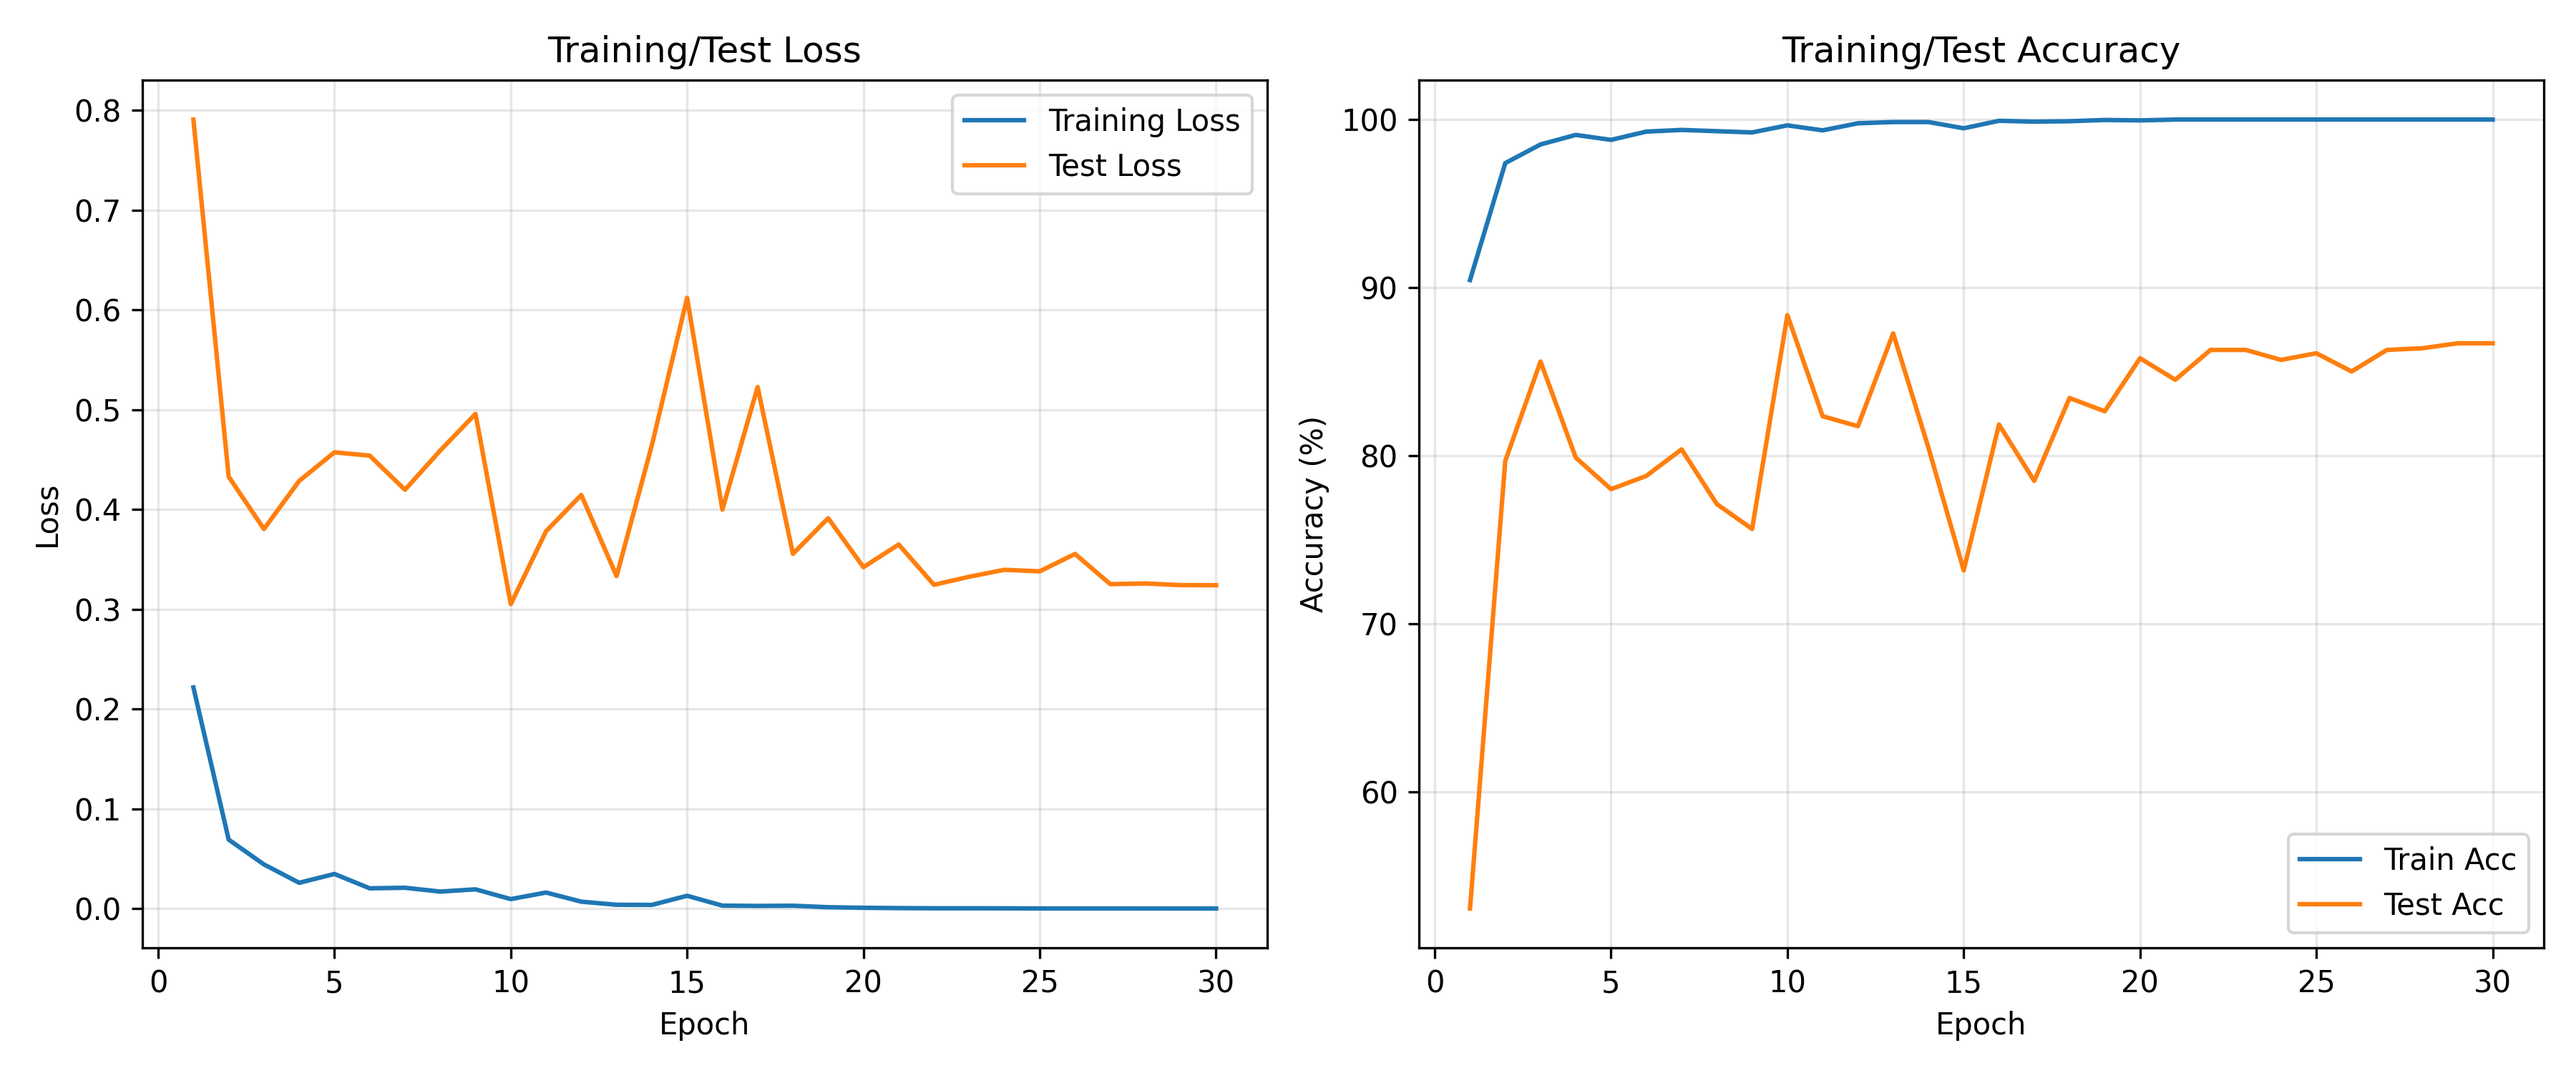 Training/Test Loss
Loss
0.8
0.7
0.6
0.5
0.4
0.3
0.2
0.1
0.0
Training Loss
Test Loss
0 5 10 15 20 25 30
Epoch
Training/Test Accuracy
Accuracy (%)
100
90
80
70
60
Train Acc
Test Acc
0 5 10 15 20 25 30
Epoch